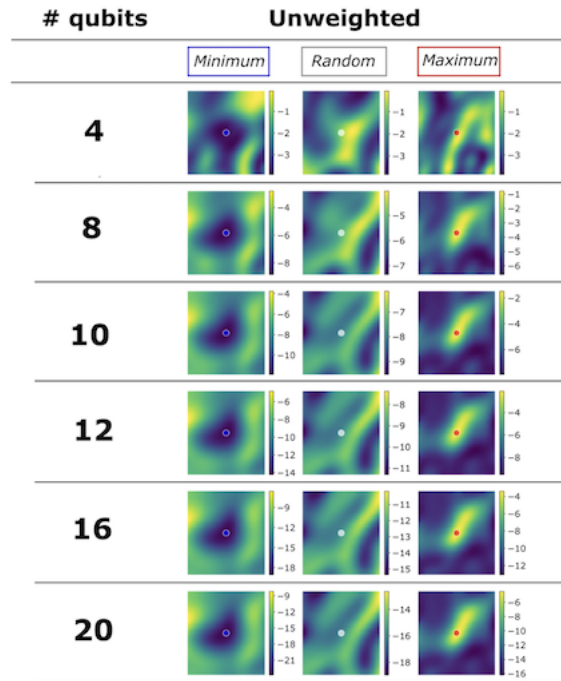 # qubits Unweighted
Minimum Random Maximum
4
−1 −2 −3
−1 −2 −3
−1 −2 −3
8
−4 −6 −8
−5 −6 −7
−1 −2 −3 −4 −5 −6
10
−4 −6 −8 −10
−7 −8 −9
−2 −4 −6
12
−6 −8 −10 −12 −14
−8 −9 −10 −11
−4 −6 −8
16
−9 −12 −15 −18
−11 −12 −13 −14 −15
−4 −6 −8 −10 −12
20
−9 −12 −15 −18 −21
−14 −16 −18
−6 −8 −10 −12 −14 −16